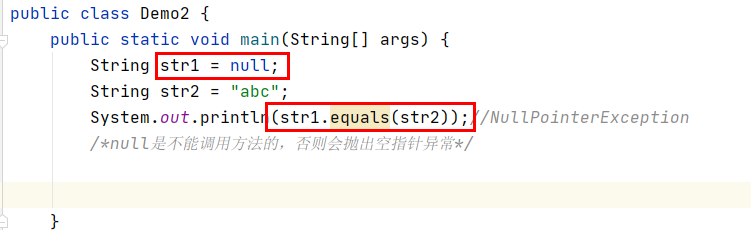 public class Demo2 {
public static void main(String[] args) {
String str1 = null;
String str2 = "abc";
System.out.println(str1.equals(str2));//NullPointerException
/*null是不能调用方法的，否则会抛出空指针异常*/
}